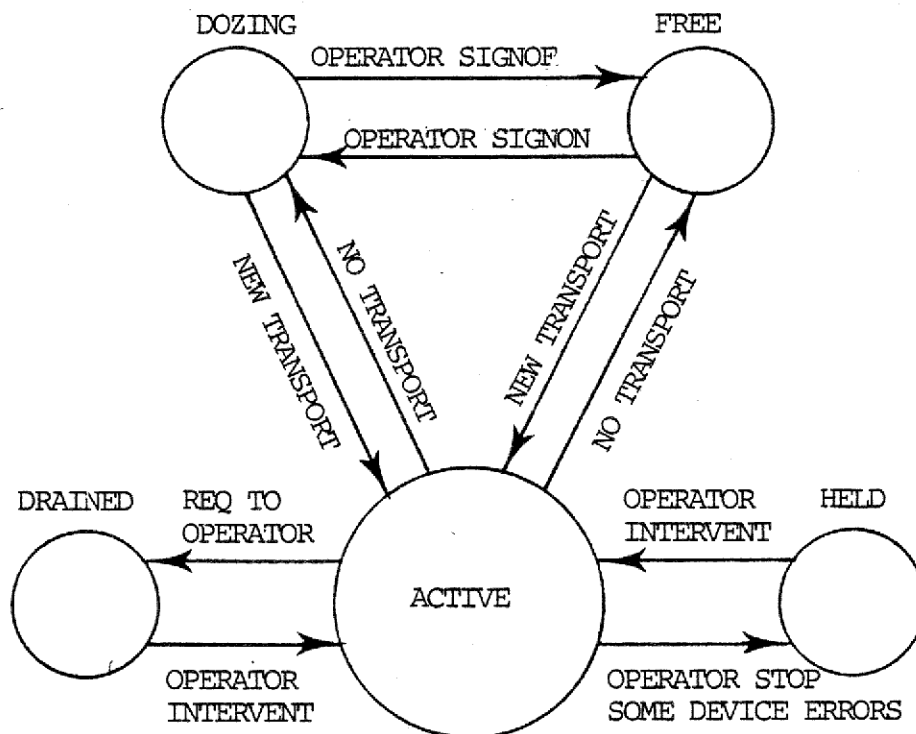 DOZING
FREE
OPERATOR SIGNOF
OPERATOR SIGNON
NEW TRANSPORT
NO TRANSPORT
NEW TRANSPORT
NO TRANSPORT
DRAINED
REQ TO
OPERATOR
OPERATOR
INTERVENT
HELD
ACTIVE
OPERATOR
INTERVENT
OPERATOR STOP
SOME DEVICE ERRORS